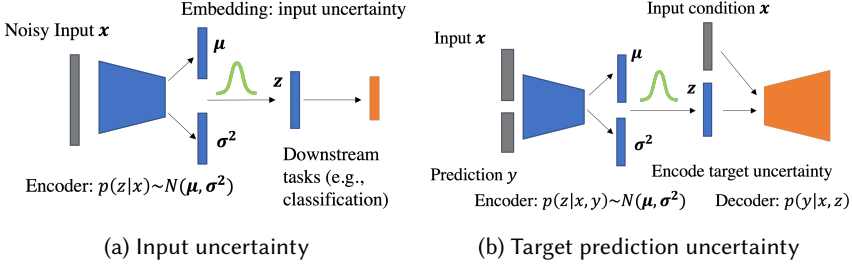 Embedding: input uncertainty
Noisy Input x
μ
z
σ²
Downstream
tasks (e.g.,
classification)
Encoder: p(z|x)~N(μ, σ²)
(a) Input uncertainty
Input condition x
Input x
μ
z
σ²
Prediction y
Encode target uncertainty
Encoder: p(z|x, y)~N(μ, σ²)
Decoder: p(y|x, z)
(b) Target prediction uncertainty